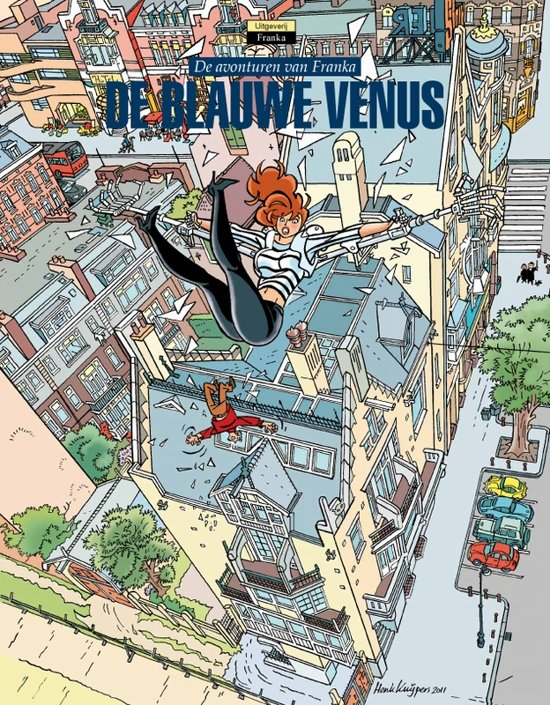 Uitgeverij
Franka
De avonturen van Franka
DE BLAUWE VENUS
Henk Kuijpers 2011